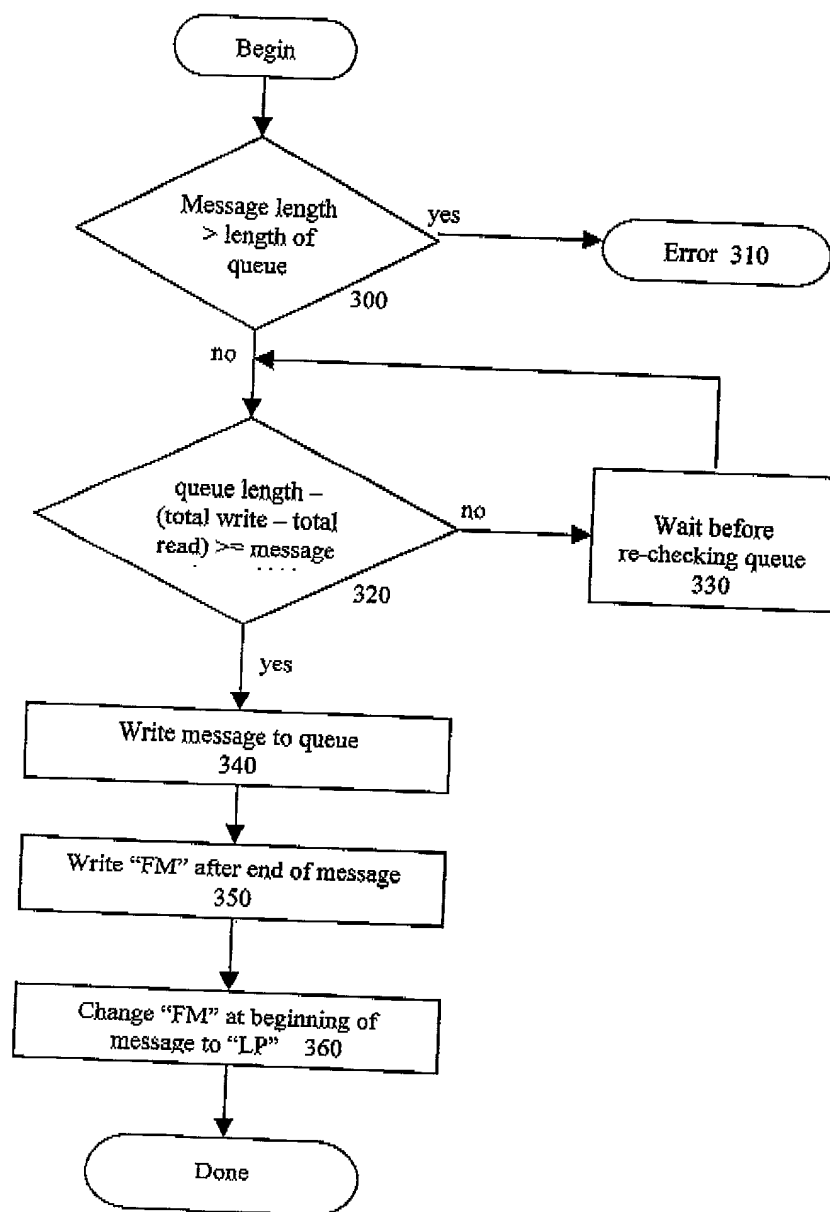 Begin
Message length
> length of
queue
300
yes
Error 310
no
queue length –
(total write – total
read) >= message
320
no
Wait before
re-checking queue
330
yes
Write message to queue
340
Write “FM” after end of message
350
Change “FM” at beginning of
message to “LP” 360
Done